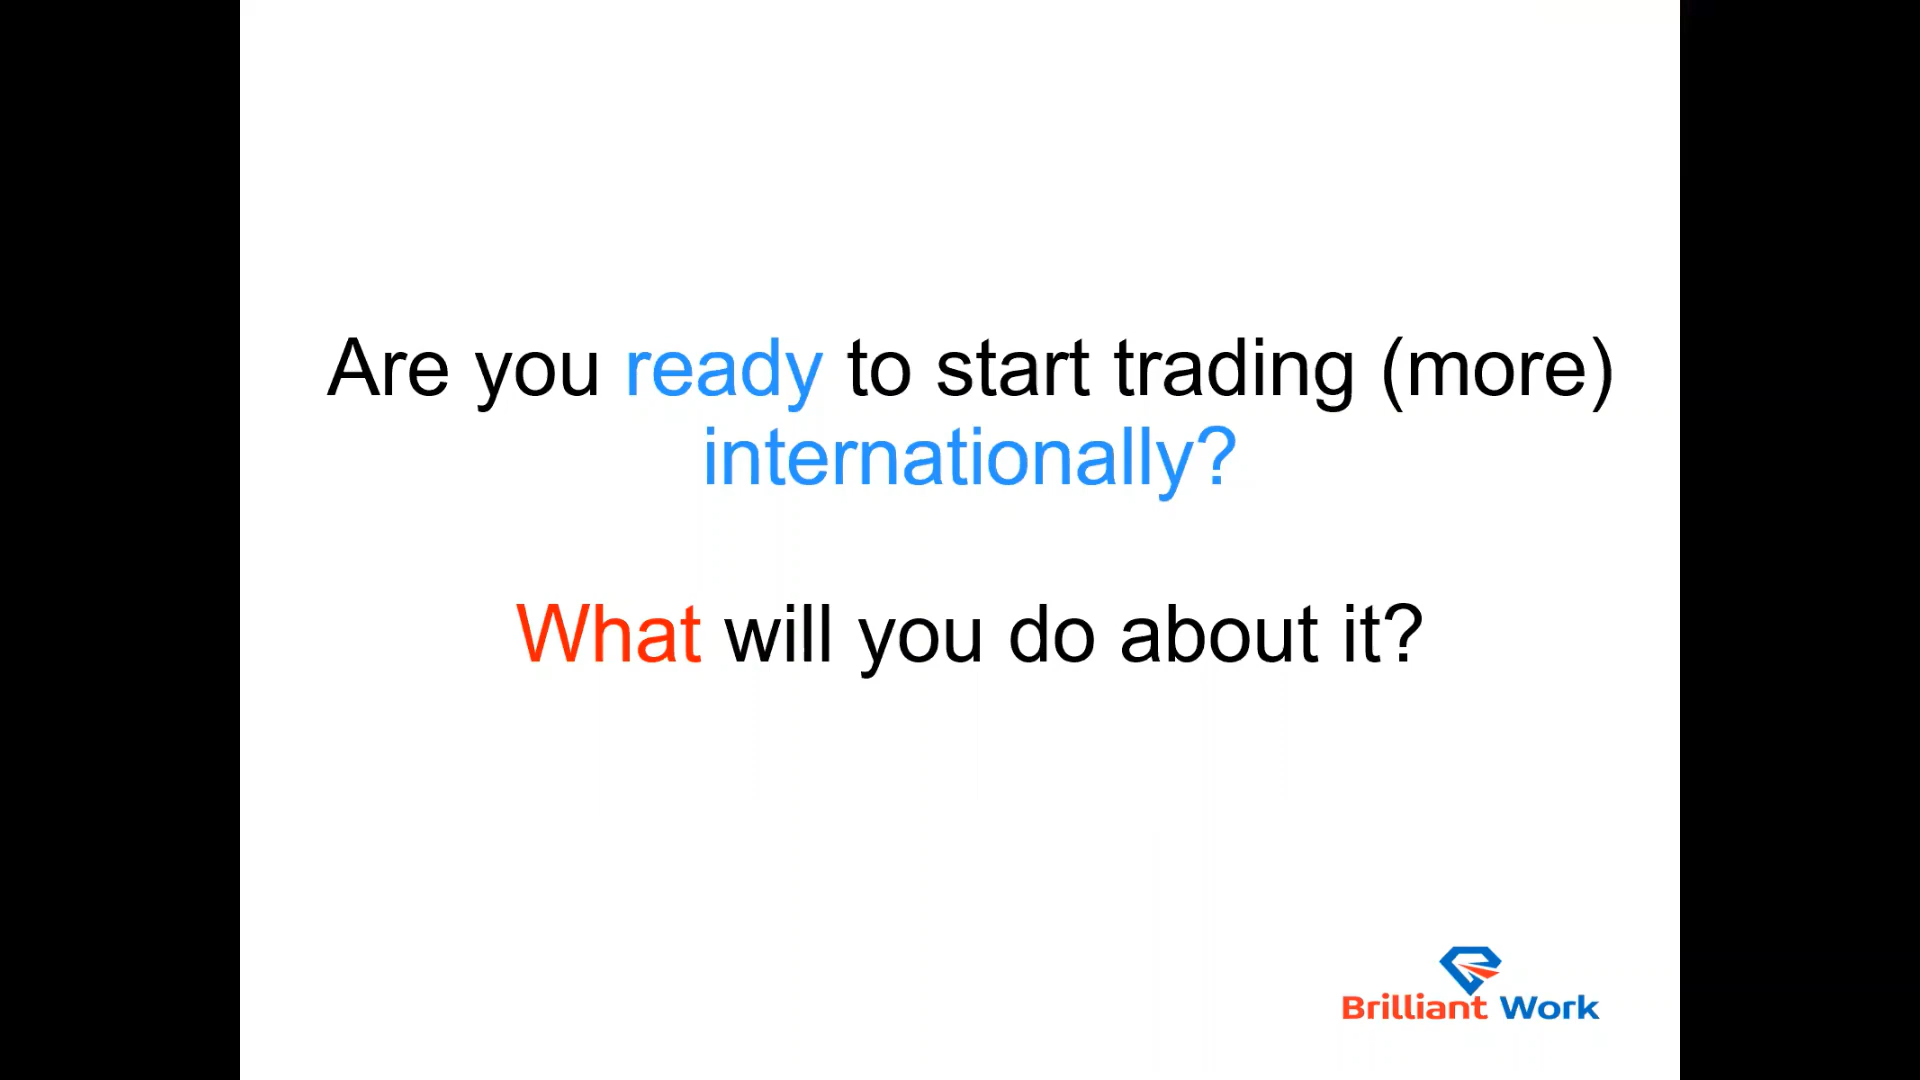 Are you ready to start trading (more)
internationally?
What will you do about it?
Brilliant Work